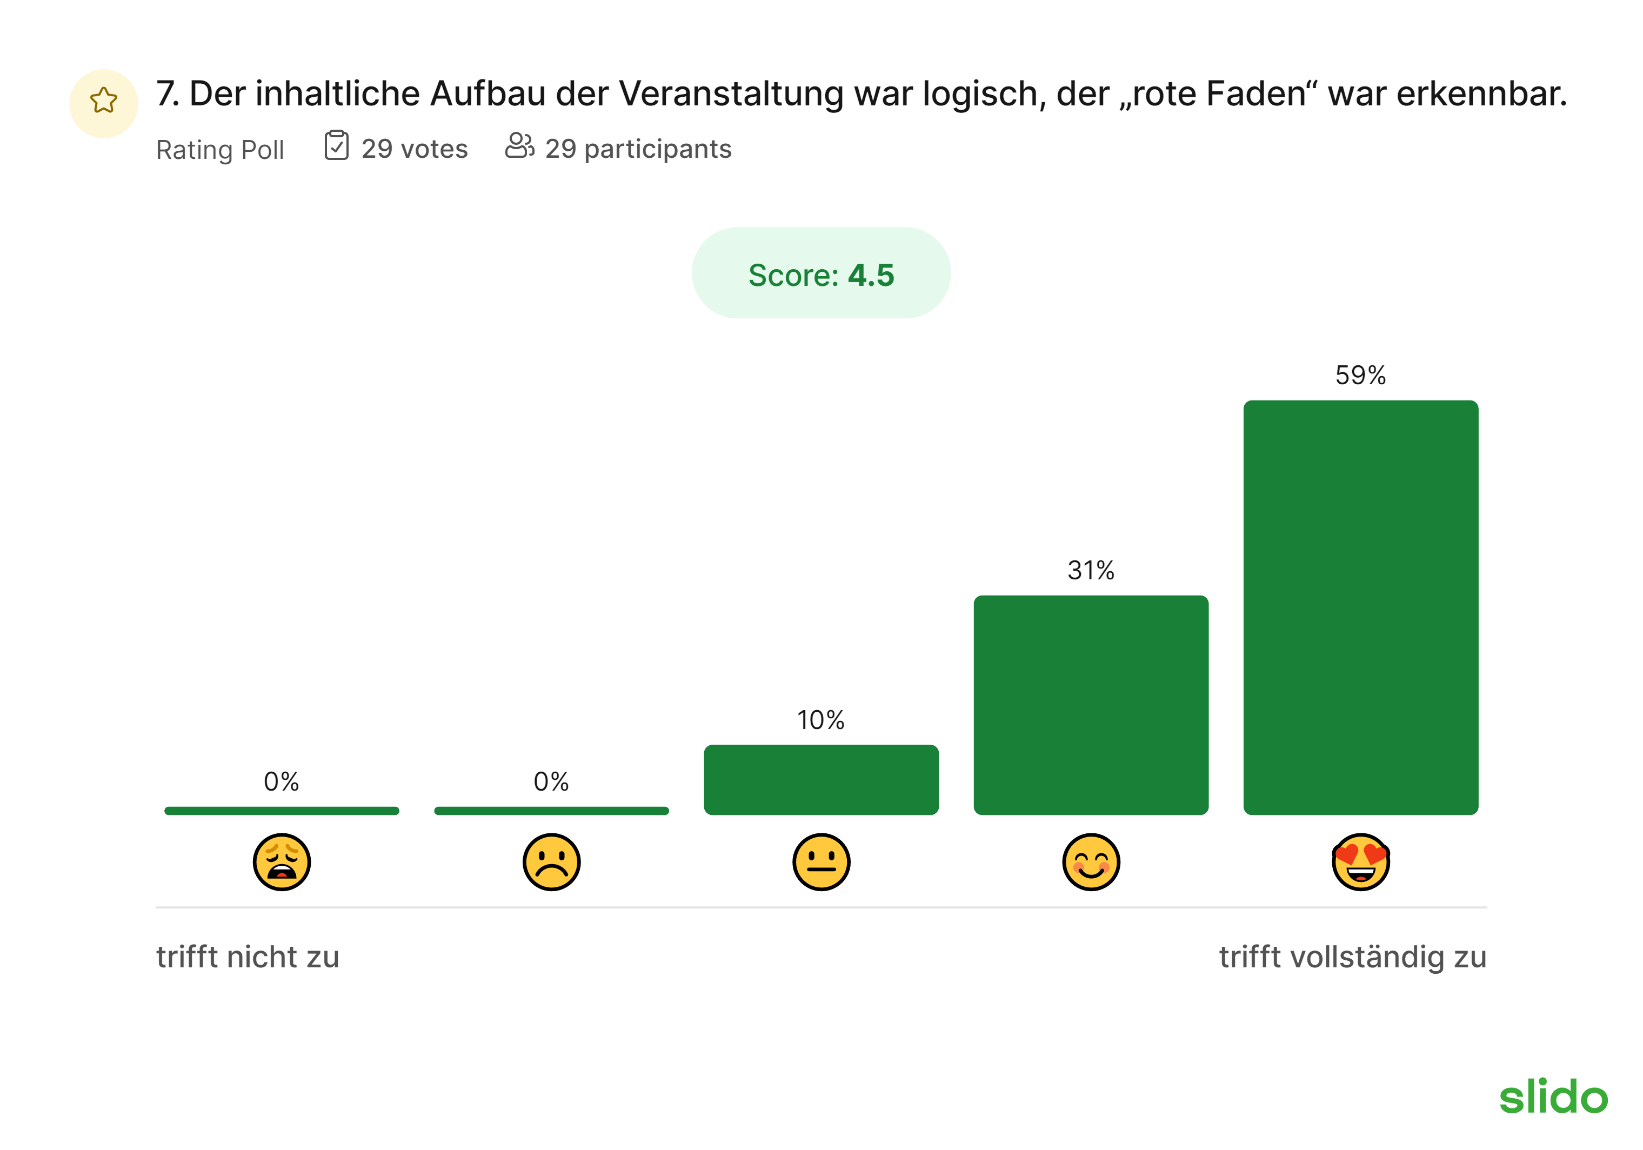 7. Der inhaltliche Aufbau der Veranstaltung war logisch, der „rote Faden“ war erkennbar.
Rating Poll 29 votes 29 participants
Score: 4.5
59%
31%
10%
0% 0%
trifft nicht zu trifft vollständig zu
slido